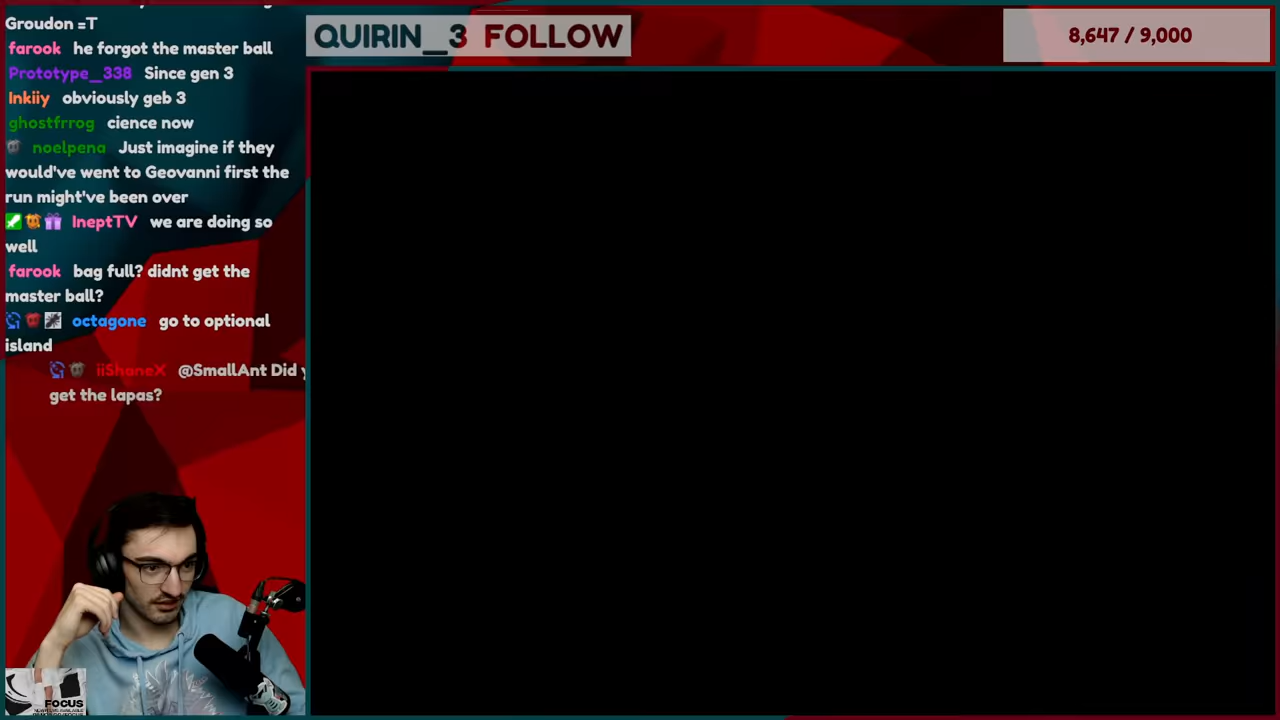 Groudon =T
farook he forgot the master ball
Prototype_338 Since gen 3
Inkiiy obviously geb 3
ghostfrrog cience now
noelpena Just imagine if they
would've went to Geovanni first the
run might've been over
IneptTV we are doing so
well
farook bag full? didnt get the
master ball?
octagone go to optional
island
iiShaneX @SmallAnt Did
get the lapas?
QUIRIN_3 FOLLOW
8,647 / 9,000
FOCUS